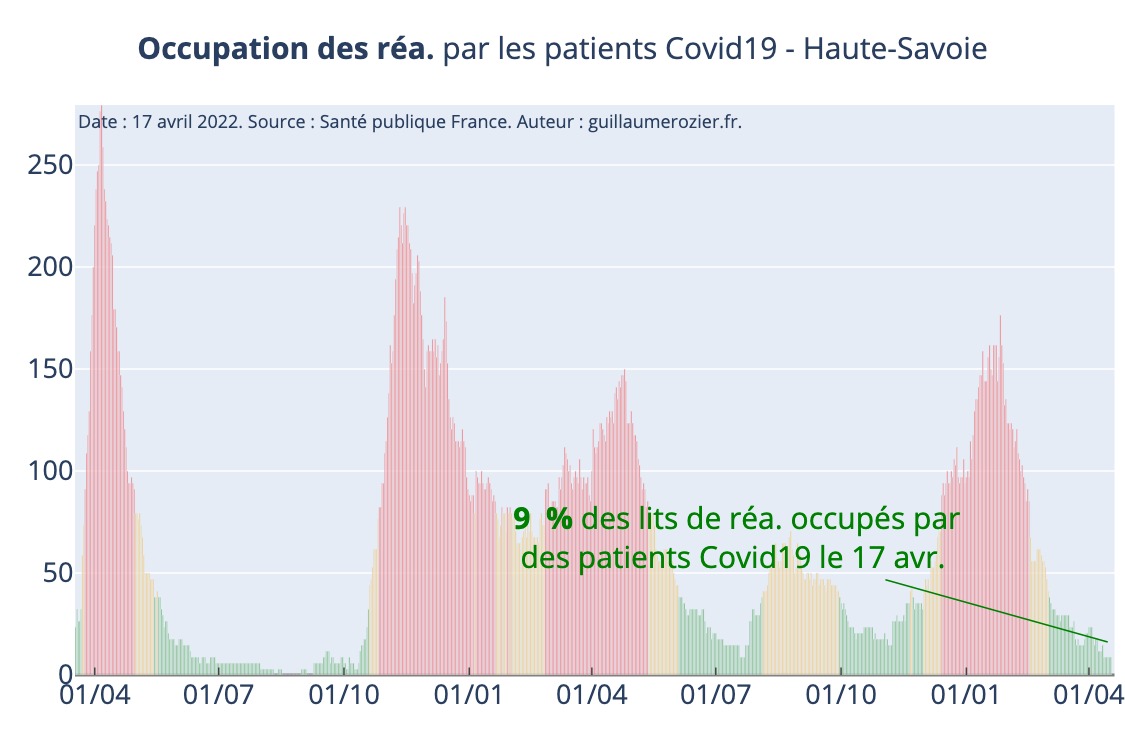 Occupation des réa. par les patients Covid19 - Haute-Savoie
Date : 17 avril 2022. Source : Santé publique France. Auteur : guillaumerozier.fr.
250
200
150
100
9 % des lits de réa. occupés par
des patients Covid19 le 17 avr.
50
0
01/04 01/07 01/10 01/01 01/04 01/07 01/10 01/01 01/04